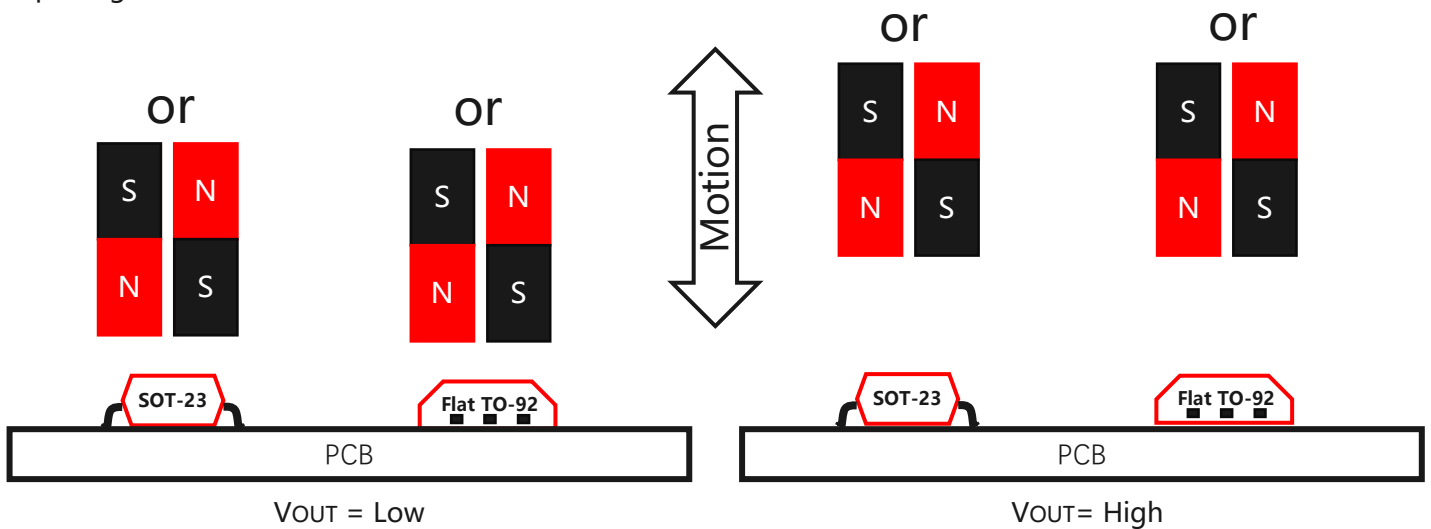 or
or
or
or
S N
S N
S N
S N
Motion
N S
N S
N S
N S
SOT-23
Flat TO-92
SOT-23
Flat TO-92
PCB
PCB
VOUT = Low
VOUT= High